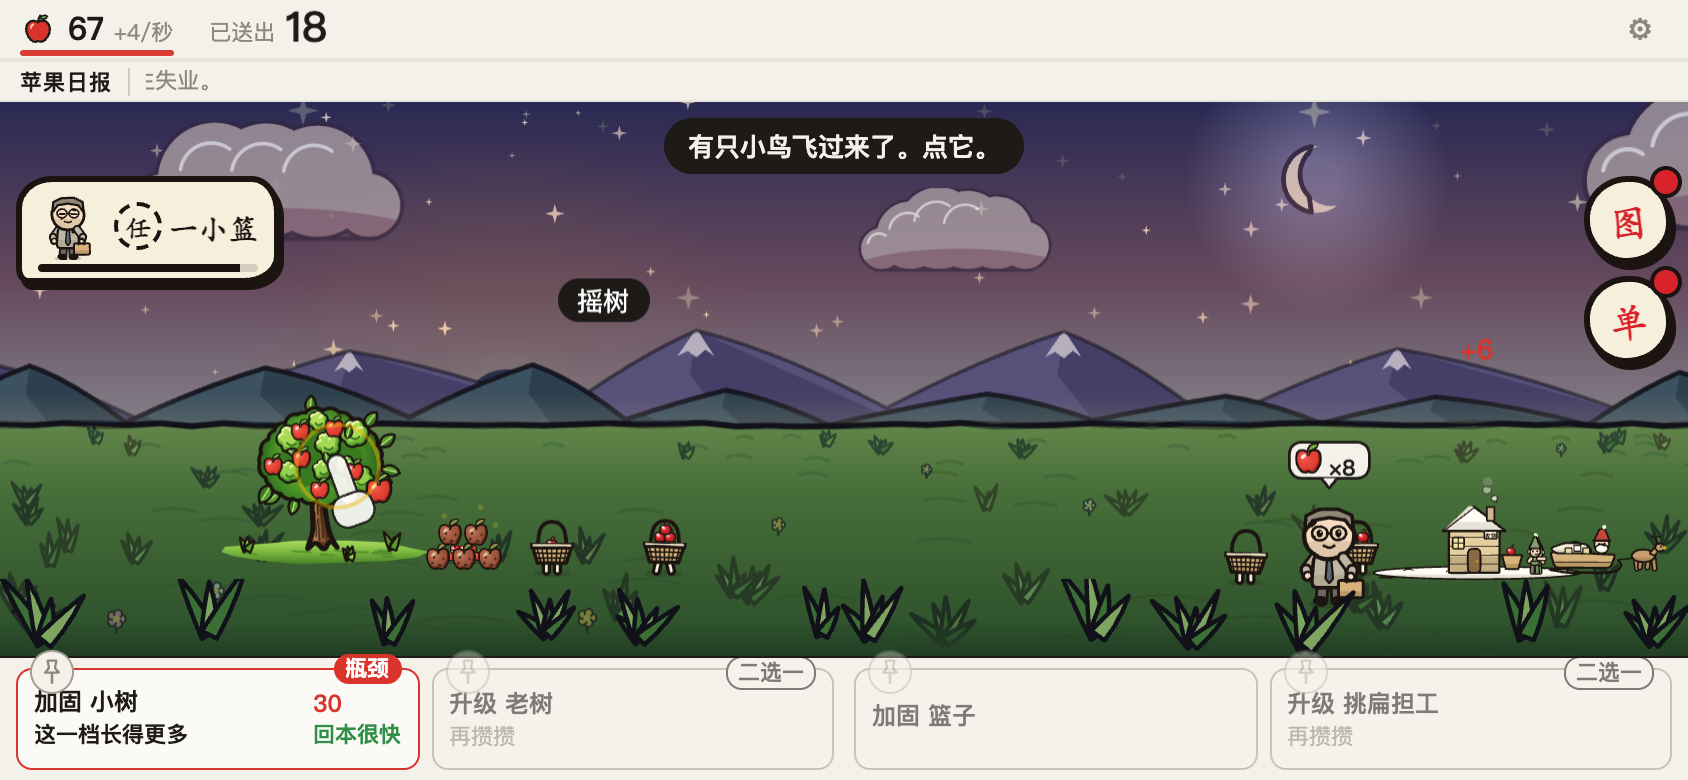 67 +4/秒 已送出 18
苹果日报 失业。
有只小鸟飞过来了。点它。
任 一小篮
图
摇树
单
+6
×8
瓶颈
加固 小树 30
这一档长得更多 回本很快
二选一
升级 老树
再攒攒
加固 篮子
二选一
升级 挑扁担工
再攒攒